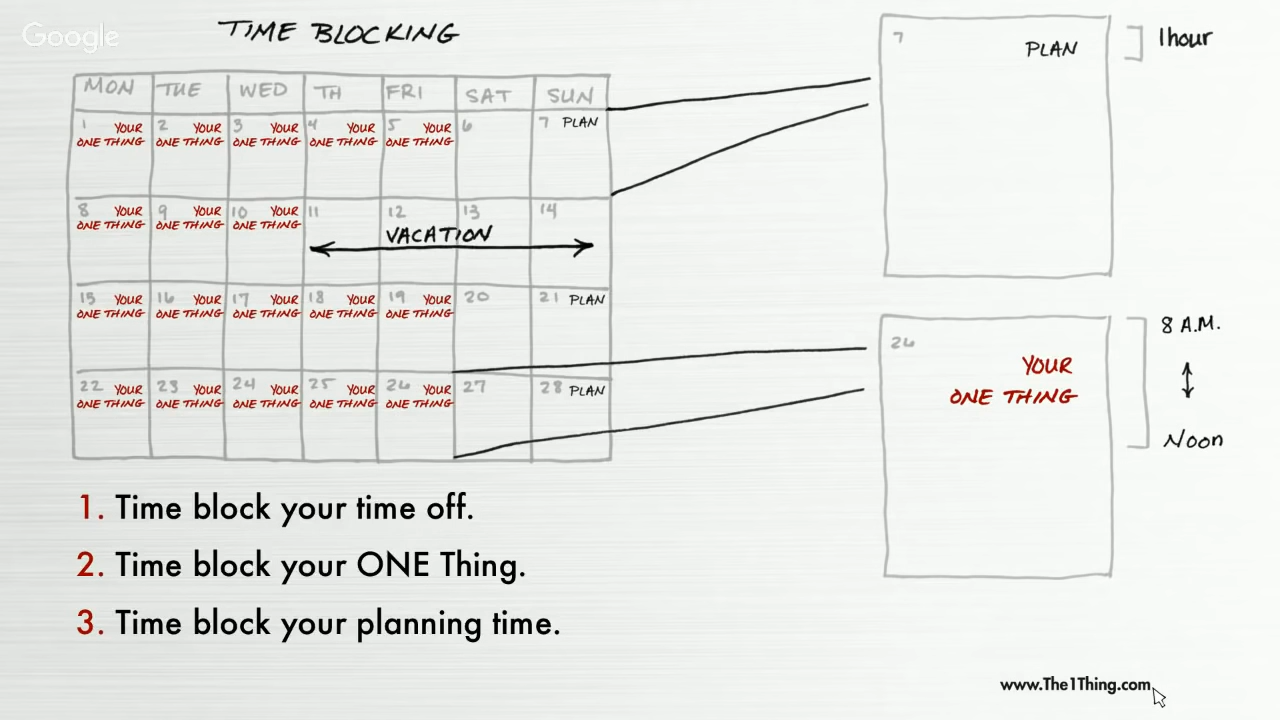 Google
TIME BLOCKING
MON TUE WED TH FRI SAT SUN
1 YOUR 2 YOUR 3 YOUR 4 YOUR 5 YOUR 6 7 PLAN
ONE THING ONE THING ONE THING ONE THING ONE THING
8 YOUR 9 YOUR 10 YOUR 11 12 13 14
ONE THING ONE THING ONE THING
VACATION
15 YOUR 16 YOUR 17 YOUR 18 YOUR 19 YOUR 20 21 PLAN
ONE THING ONE THING ONE THING ONE THING ONE THING
22 YOUR 23 YOUR 24 YOUR 25 YOUR 26 YOUR 27 28 PLAN
ONE THING ONE THING ONE THING ONE THING ONE THING
7
PLAN
1 hour
26
YOUR
ONE THING
8 A.M.
Noon
1. Time block your time off.
2. Time block your ONE Thing.
3. Time block your planning time.
www.The1Thing.com